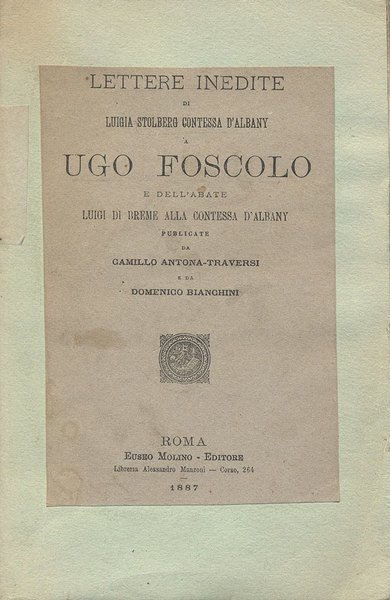 LETTERE INEDITE
DI
LUIGIA STOLBERG CONTESSA D'ALBANY
A
UGO FOSCOLO
E DELL'ABATE
LUIGI DI BREME ALLA CONTESSA D'ALBANY
PUBLICATE
DA
CAMILLO ANTONA-TRAVERSI
E DA
DOMENICO BIANCHINI
ROMA
EUSEO MOLINO - EDITORE
Libreria Alessandro Manzoni — Corso, 264
1887